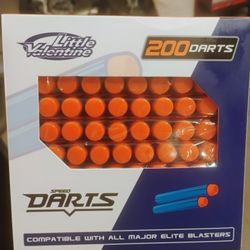 Little
Valentine
200 DARTS
SPEED
DARTS
COMPATIBLE WITH ALL MAJOR ELITE BLASTERS